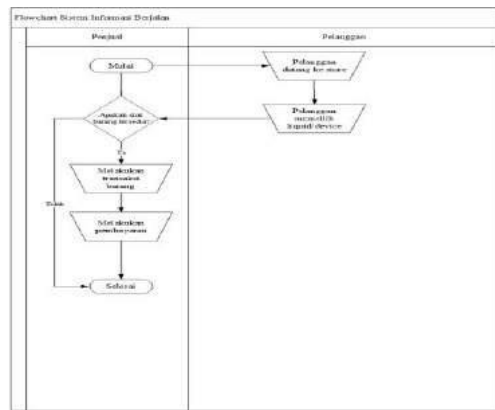 Flowchart Sistem Informasi Berjalan
Penjual
Pelanggan
Mulai
Pelanggan
datang ke store
Apakah
barang tersedia?
Pelanggan
memilih
liquid/device
Ya
Melakukan
transaksi
barang
Tidak
Melakukan
pembayaran
Selesai